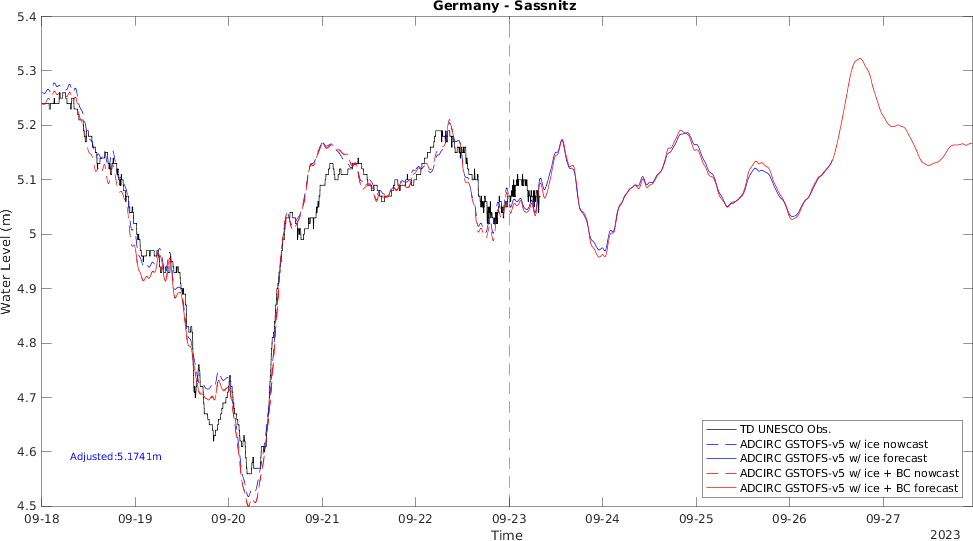 Germany - Sassnitz
5.4
5.3
5.2
5.1
5
4.9
4.8
4.7
4.6
4.5
Water Level (m)
Adjusted:5.1741m
TD UNESCO Obs.
ADCIRC GSTOFS-v5 w/ ice nowcast
ADCIRC GSTOFS-v5 w/ ice forecast
ADCIRC GSTOFS-v5 w/ ice + BC nowcast
ADCIRC GSTOFS-v5 w/ ice + BC forecast
09-18 09-19 09-20 09-21 09-22 09-23 09-24 09-25 09-26 09-27
Time
2023